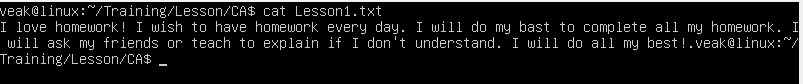 veak@linux:~/Training/Lesson/CA$ cat Lesson1.txt
I love homework! I wish to have homework every day. I will do my bast to complete all my homework. I
 will ask my friends or teach to explain if I don't understand. I will do all my best!.veak@linux:~/
Training/Lesson/CA$ _